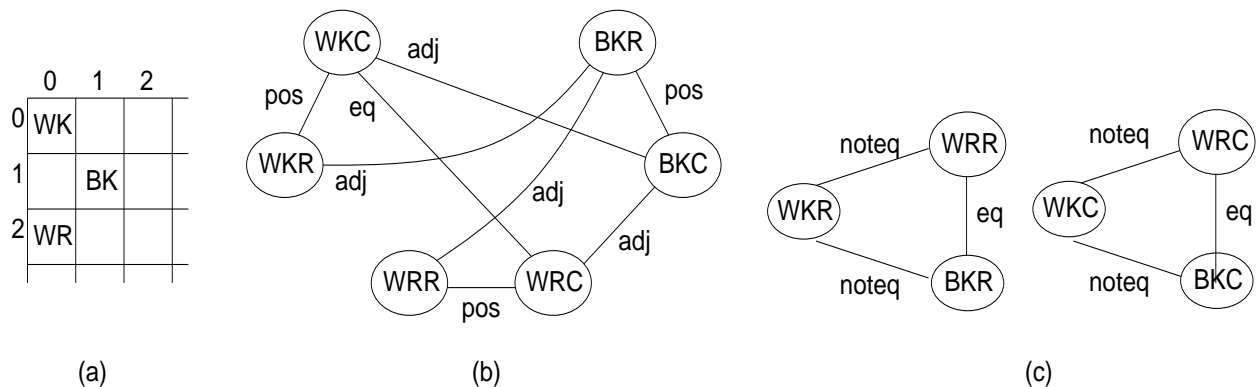 0 1 2
0 WK
1 BK
2 WR
(a)
WKC adj BKR
pos eq pos
WKR adj adj BKC
adj
WRR pos WRC
(b)
noteq WRR
WKR eq
noteq BKR
noteq WRC
WKC eq
noteq BKC
(c)